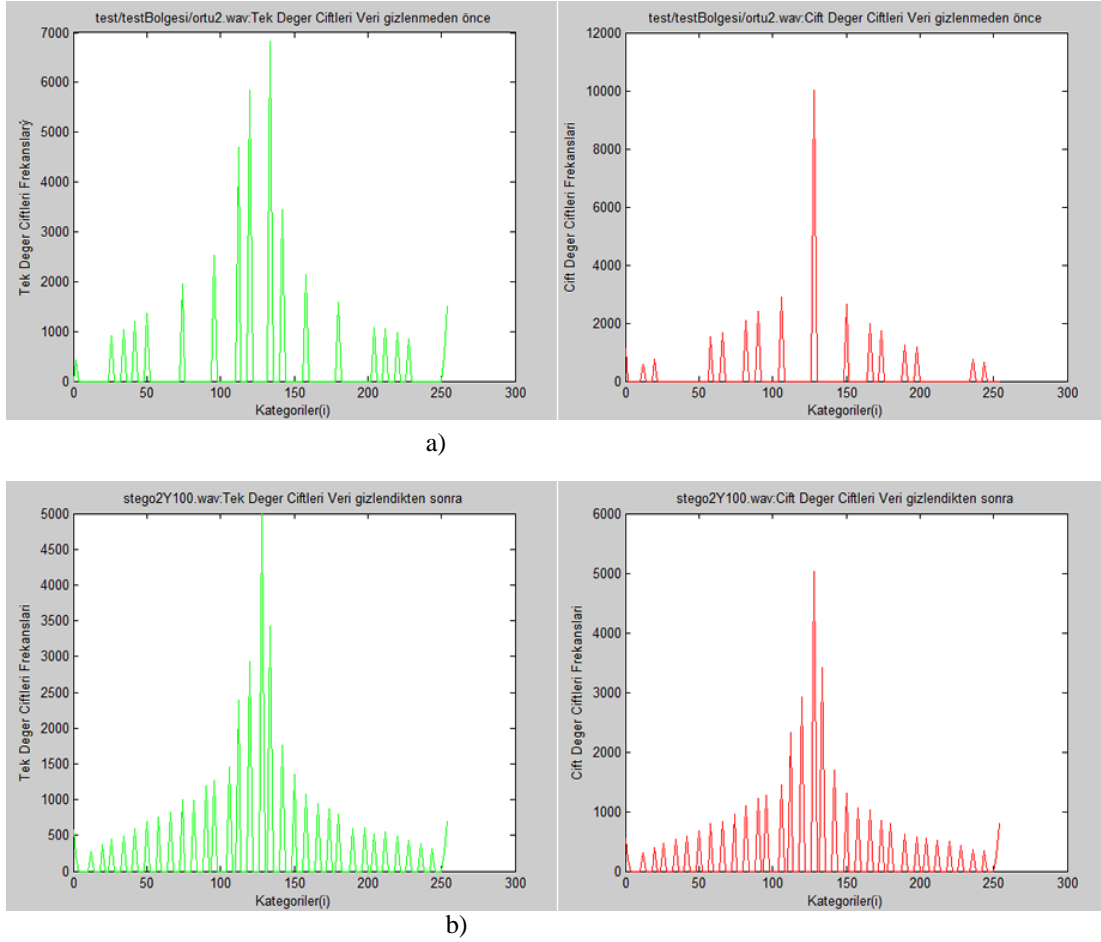 test/testBolgesi/ortu2.wav:Tek Deger Ciftleri Veri gizlenmeden önce
7000
6000
5000
4000
3000
2000
1000
0
Tek Deger Ciftleri Frekanslarý
0 50 100 150 200 250 300
Kategoriler(i)
test/testBolgesi/ortu2.wav:Cift Deger Ciftleri Veri gizlenmeden önce
12000
10000
8000
6000
4000
2000
0
Cift Deger Ciftleri Frekanslari
0 50 100 150 200 250 300
Kategoriler(i)
a)
stego2Y100.wav:Tek Deger Ciftleri Veri gizlendikten sonra
5000
4500
4000
3500
3000
2500
2000
1500
1000
500
0
Tek Deger Ciftleri Frekanslari
0 50 100 150 200 250 300
Kategoriler(i)
stego2Y100.wav:Cift Deger Ciftleri Veri gizlendikten sonra
6000
5000
4000
3000
2000
1000
0
Cift Deger Ciftleri Frekanslari
0 50 100 150 200 250 300
Kategoriler(i)
b)